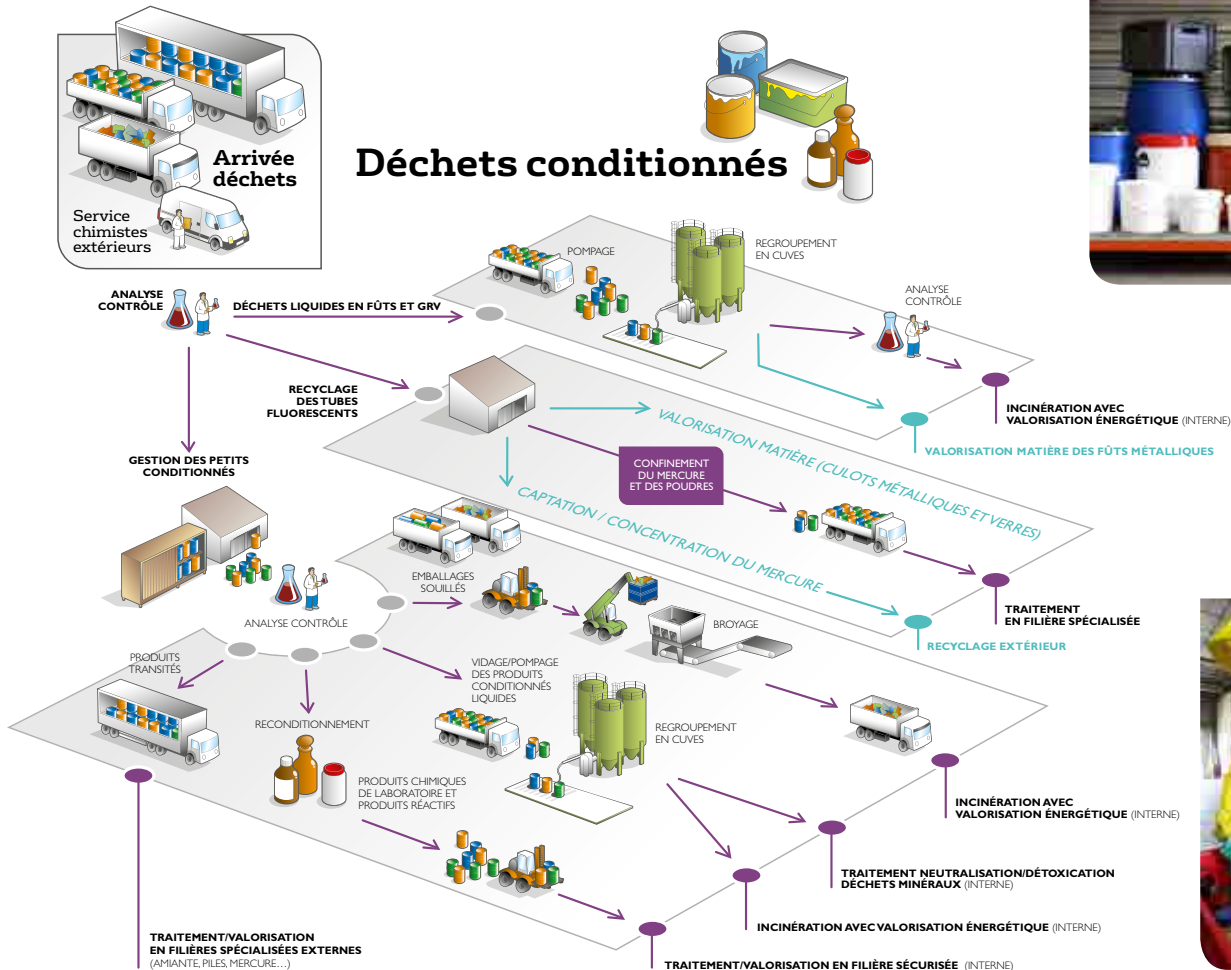 Arrivée
déchets
Service
chimistes
extérieurs
Déchets conditionnés
ANALYSE
CONTRÔLE
DÉCHETS LIQUIDES EN FÛTS ET GRV
POMPAGE
REGROUPEMENT
EN CUVES
ANALYSE
CONTRÔLE
INCINÉRATION AVEC
VALORISATION ÉNERGÉTIQUE (INTERNE)
VALORISATION MATIÈRE DES FÛTS MÉTALLIQUES
RECYCLAGE
DES TUBES
FLUORESCENTS
VALORISATION MATIÈRE (CULOTS MÉTALLIQUES ET VERRES)
CONFINEMENT
DU MERCURE
ET DES POUDRES
CAPTATION / CONCENTRATION DU MERCURE
TRAITEMENT
EN FILIÈRE SPÉCIALISÉE
RECYCLAGE EXTÉRIEUR
GESTION DES PETITS
CONDITIONNÉS
ANALYSE CONTRÔLE
EMBALLAGES
SOUILLÉS
BROYAGE
PRODUITS
TRANSITÉS
RECONDITIONNEMENT
VIDAGE/POMPAGE
DES PRODUITS
CONDITIONNÉS
LIQUIDES
REGROUPEMENT
EN CUVES
PRODUITS CHIMIQUES
DE LABORATOIRE ET
PRODUITS RÉACTIFS
INCINÉRATION AVEC
VALORISATION ÉNERGÉTIQUE (INTERNE)
TRAITEMENT NEUTRALISATION/DÉTOXICATION
DÉCHETS MINÉRAUX (INTERNE)
INCINÉRATION AVEC VALORISATION ÉNERGÉTIQUE (INTERNE)
TRAITEMENT/VALORISATION EN FILIÈRE SÉCURISÉE (INTERNE)
TRAITEMENT/VALORISATION
EN FILIÈRES SPÉCIALISÉES EXTERNES
(AMIANTE, PILES, MERCURE…)